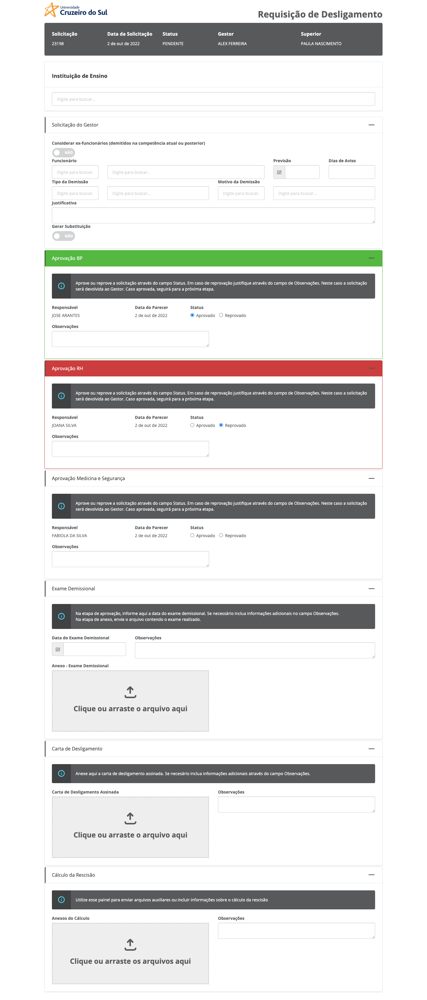 Universidade
Cruzeiro do Sul
Requisição de Desligamento
Solicitação Data da Solicitação Status Gestor Superior
23198 2 de out de 2022 PENDENTE ALEX FERREIRA PAULA NASCIMENTO
Instituição de Ensino
Digite para buscar...
Solicitação do Gestor
Considerar ex-funcionários (demitidos na competência atual ou posterior)
NÃO
Funcionário Previsão Dias de Aviso
Digite para buscar. Digite para buscar...
Tipo da Demissão Motivo da Demissão
Digite para buscar. Digite para buscar... Digite para buscar. Digite para buscar...
Justificativa
Gerar Substituição
NÃO
Aprovação BP
Aprove ou reprove a solicitação através do campo Status. Em caso de reprovação justifique através do campo de Observações. Neste caso a solicitação
será devolvida ao Gestor. Caso aprovada, seguirá para a próxima etapa.
Responsável Data do Parecer Status
JOSE ARANTES 2 de out de 2022 Aprovado Reprovado
Observações
Aprovação RH
Aprove ou reprove a solicitação através do campo Status. Em caso de reprovação justifique através do campo de Observações. Neste caso a solicitação
será devolvida ao Gestor. Caso aprovada, seguirá para a próxima etapa.
Responsável Data do Parecer Status
JOANA SILVA 2 de out de 2022 Aprovado Reprovado
Observações
Aprovação Medicina e Segurança
Aprove ou reprove a solicitação através do campo Status. Em caso de reprovação justifique através do campo de Observações. Neste caso a solicitação
será devolvida ao Gestor. Caso aprovada, seguirá para a próxima etapa.
Responsável Data do Parecer Status
FABIOLA DA SILVA 2 de out de 2022 Aprovado Reprovado
Observações
Exame Demissional
Na etapa de aprovação, informe aqui a data do exame demissional. Se necessário inclua informações adicionais no campo Observações.
Na etapa de anexo, envie o arquivo contendo o exame realizado.
Data do Exame Demissional Observações
Anexo - Exame Demissional
Clique ou arraste o arquivo aqui
Carta de Desligamento
Anexe aqui a carta de desligamento assinada. Se necesário inclua informações adicionais através do campo Observações.
Carta de Desligamento Assinada Observações
Clique ou arraste o arquivo aqui
Cálculo da Rescisão
Utilize esse painel para enviar arquivos auxiliares ou incluir informações sobre o cálculo da rescisão
Anexos do Cálculo Observações
Clique ou arraste os arquivos aqui